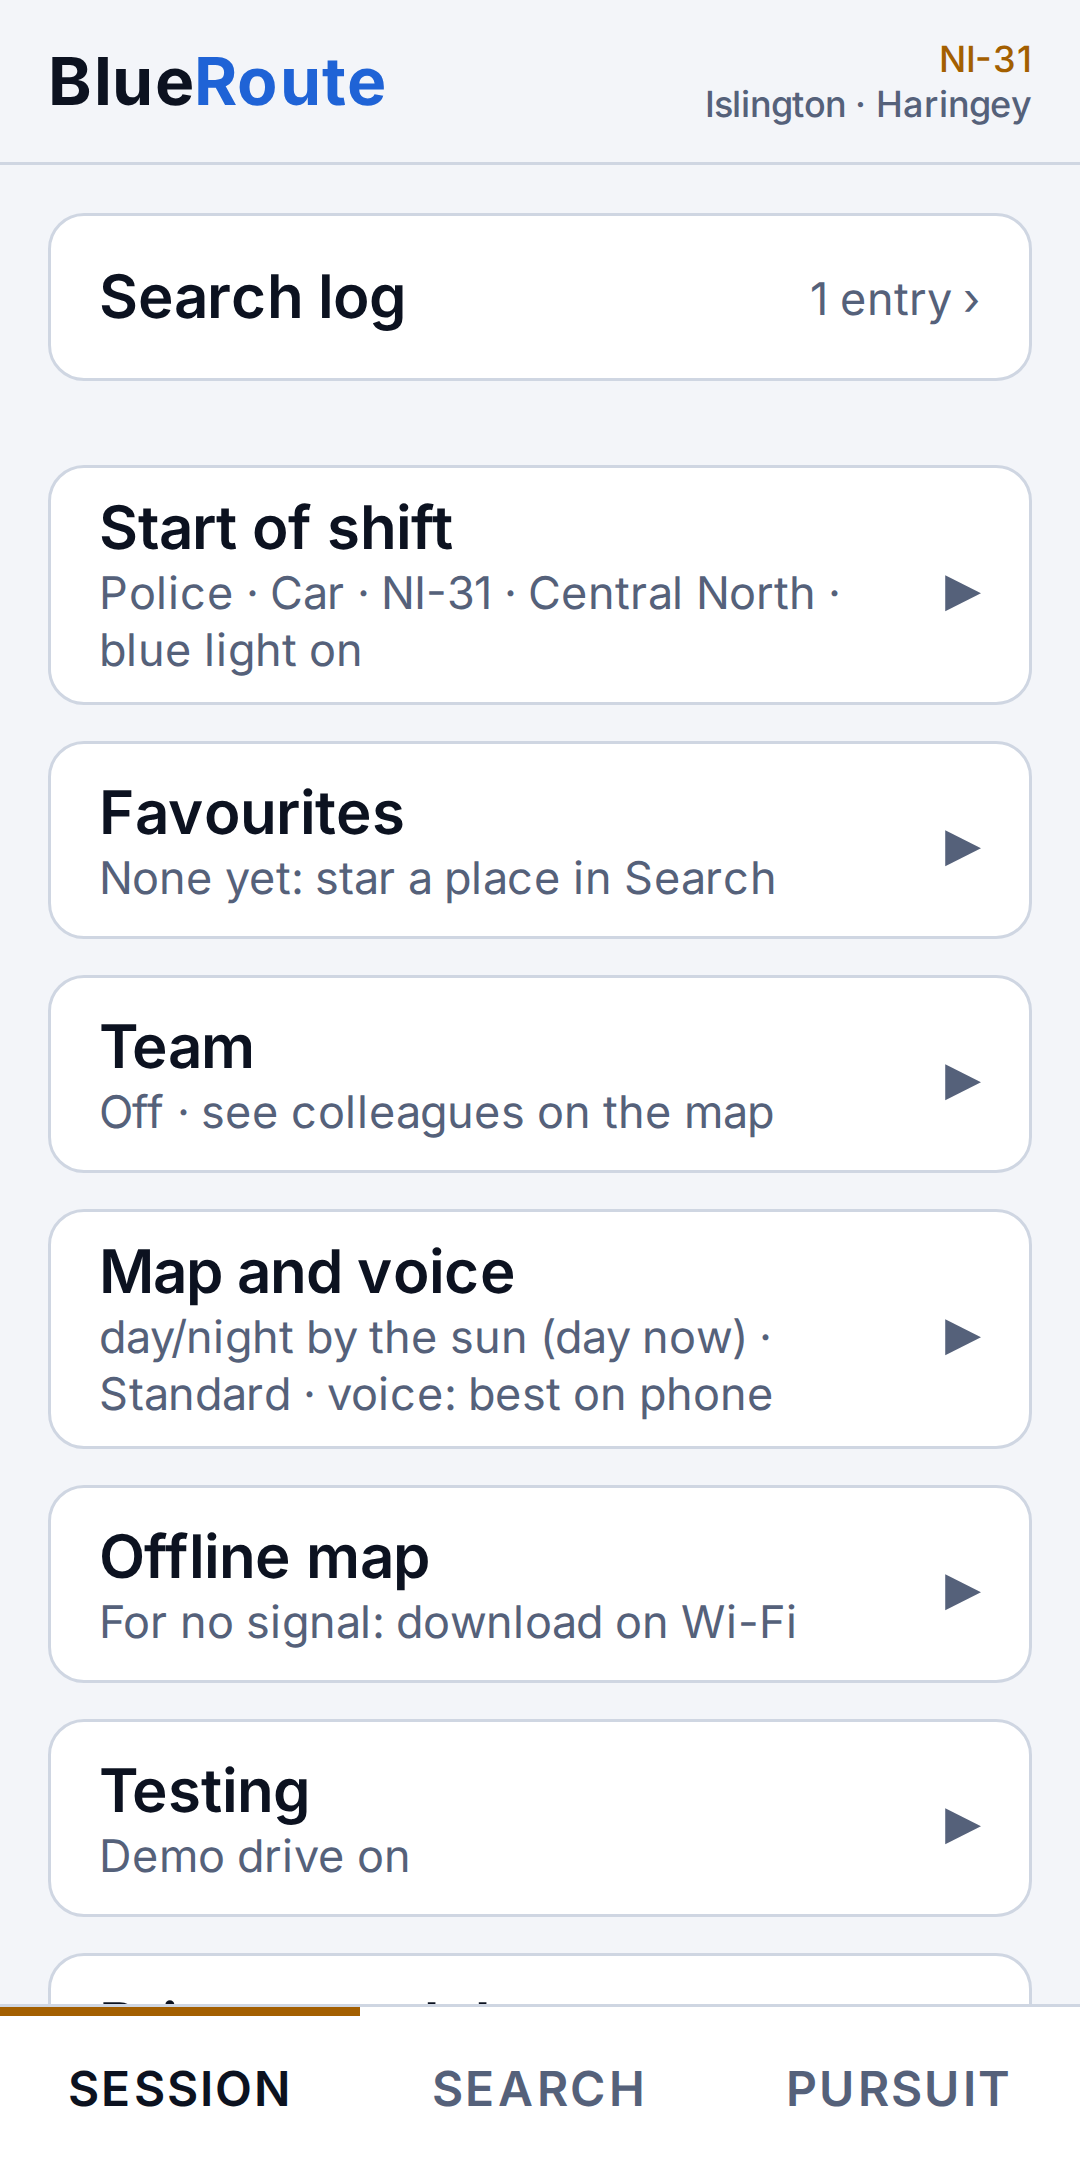 BlueRoute
NI-31
Islington · Haringey
Search log
1 entry ›
Start of shift
Police · Car · NI-31 · Central North ·
blue light on
Favourites
None yet: star a place in Search
Team
Off · see colleagues on the map
Map and voice
day/night by the sun (day now) ·
Standard · voice: best on phone
Offline map
For no signal: download on Wi-Fi
Testing
Demo drive on
SESSION
SEARCH
PURSUIT